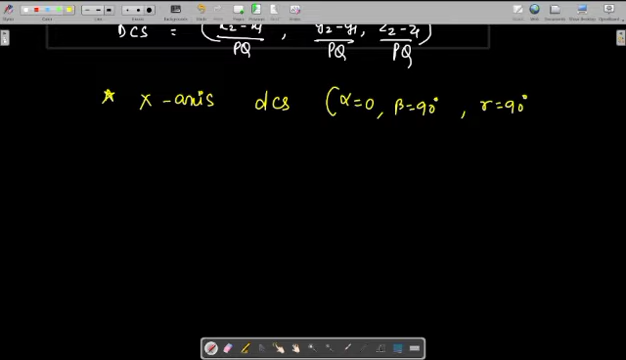 DCS = (x₂-x₁/PQ, y₂-y₁/PQ, z₂-z₁/PQ)
* x-axis dcs (α=0, β=90°, r=90°